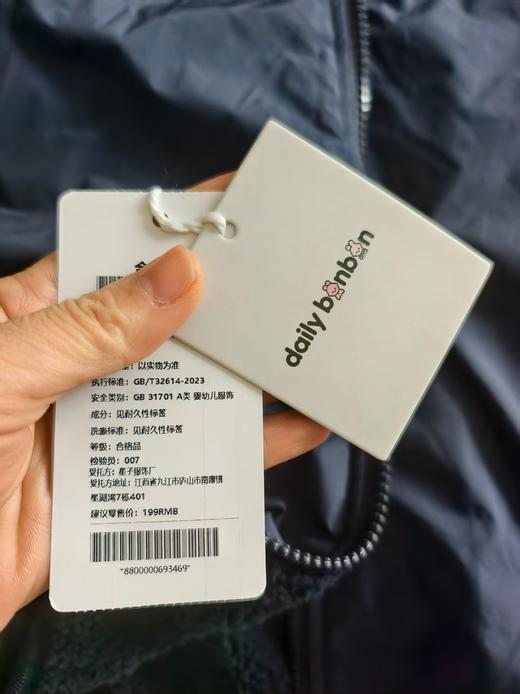 daily bonbon
：以实物为准
执行标准：GB/T32614-2023
安全类别：GB 31701 A类 婴幼儿服饰
成分：见耐久性标签
洗涤标准：见耐久性标签
等级：合格品
检验员：007
受托方：星子服饰厂
受托方地址：江西省九江市庐山市南康镇
星湖湾7栋401
建议零售价：199RMB
*8800000693469*